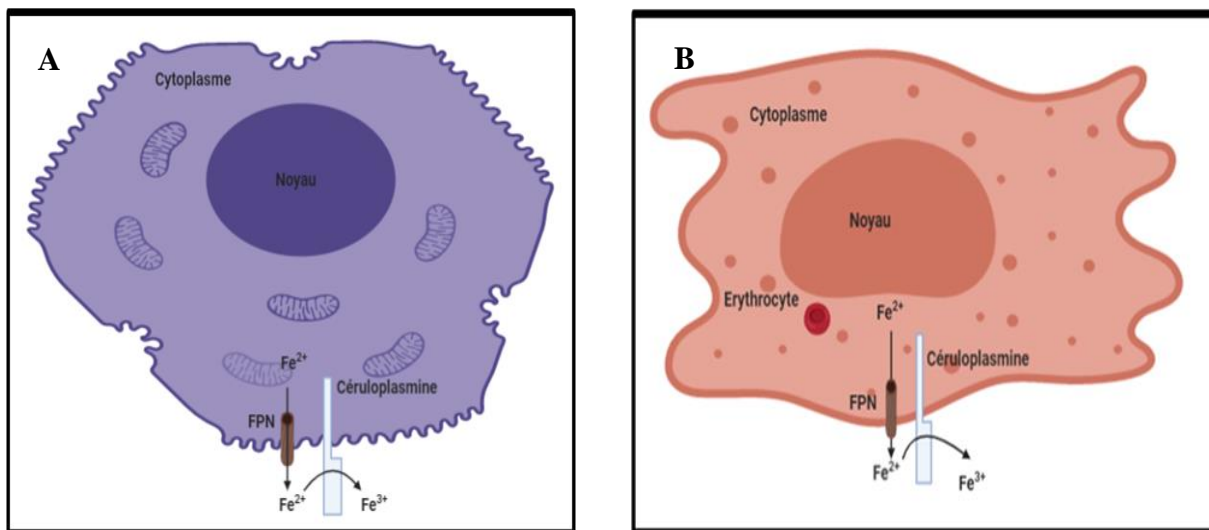 A
Cytoplasme
Noyau
Fe²⁺
Céruloplasmine
FPN
Fe²⁺
Fe³⁺
B
Cytoplasme
Noyau
Erythrocyte
Fe²⁺
Céruloplasmine
FPN
Fe²⁺
Fe³⁺